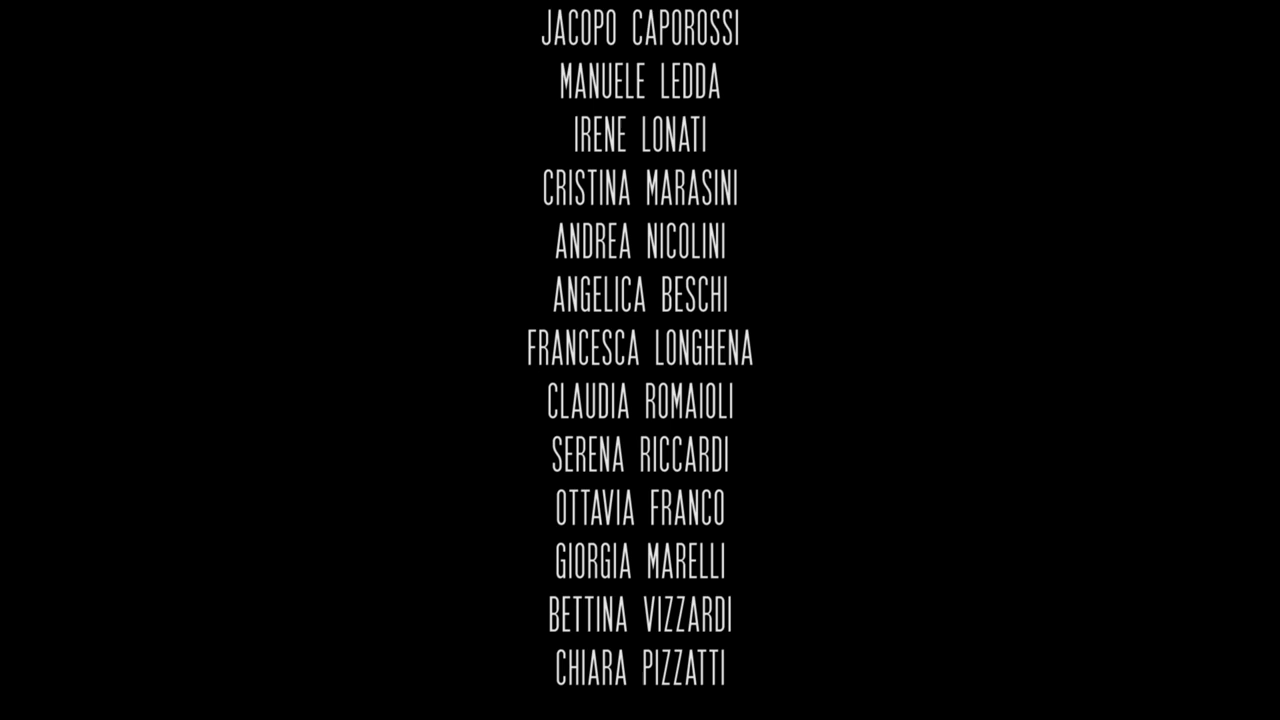 JACOPO CAPOROSSI
MANUELE LEDDA
IRENE LONATI
CRISTINA MARASINI
ANDREA NICOLINI
ANGELICA BESCHI
FRANCESCA LONGHENA
CLAUDIA ROMAIOLI
SERENA RICCARDI
OTTAVIA FRANCO
GIORGIA MARELLI
BETTINA VIZZARDI
CHIARA PIZZATTI